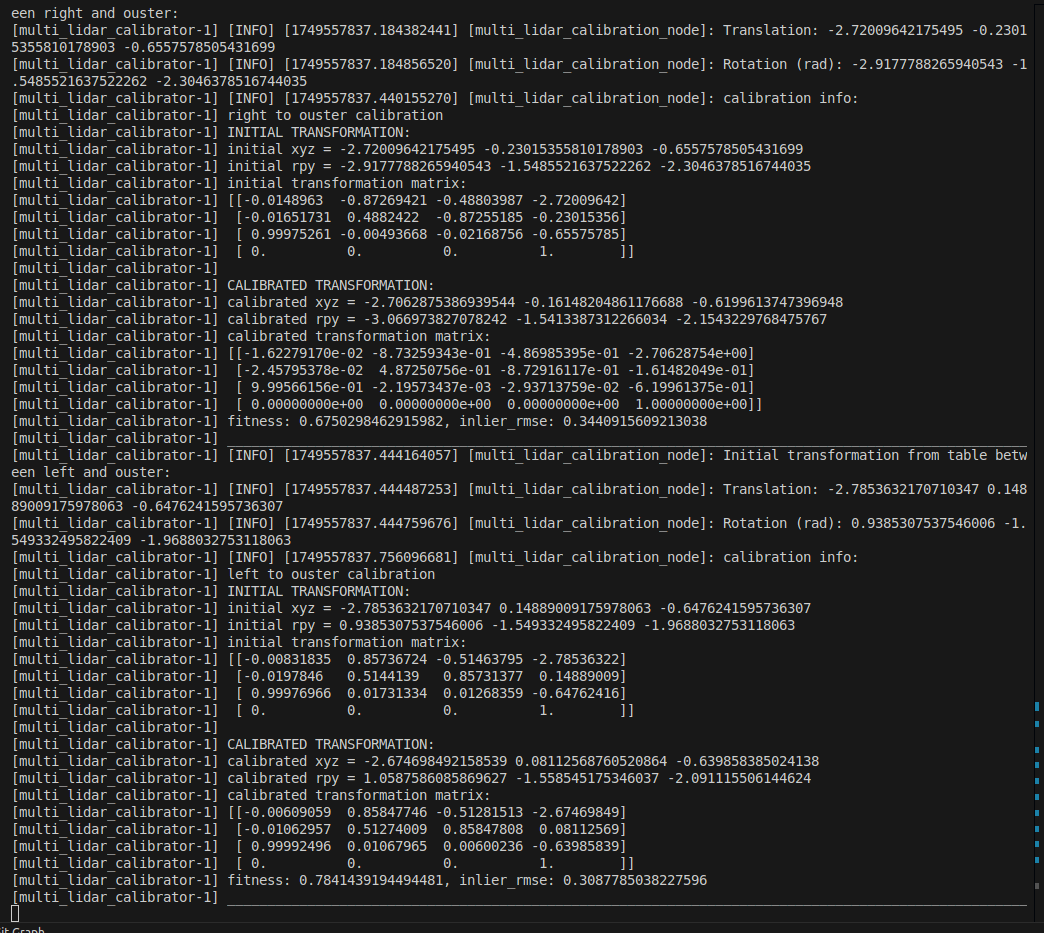 een right and ouster:
[multi_lidar_calibrator-1] [INFO] [1749557837.184382441] [multi_lidar_calibration_node]: Translation: -2.72009642175495 -0.2301
5355810178903 -0.6557578505431699
[multi_lidar_calibrator-1] [INFO] [1749557837.184856520] [multi_lidar_calibration_node]: Rotation (rad): -2.9177788265940543 -1
.5485521637522262 -2.3046378516744035
[multi_lidar_calibrator-1] [INFO] [1749557837.440155270] [multi_lidar_calibration_node]: calibration info:
[multi_lidar_calibrator-1] right to ouster calibration
[multi_lidar_calibrator-1] INITIAL TRANSFORMATION:
[multi_lidar_calibrator-1] initial xyz = -2.72009642175495 -0.23015355810178903 -0.6557578505431699
[multi_lidar_calibrator-1] initial rpy = -2.9177788265940543 -1.5485521637522262 -2.3046378516744035
[multi_lidar_calibrator-1] initial transformation matrix:
[multi_lidar_calibrator-1] [[-0.0148963  -0.87269421 -0.48803987 -2.72009642]
[multi_lidar_calibrator-1]  [-0.01651731  0.4882422  -0.87255185 -0.23015356]
[multi_lidar_calibrator-1]  [ 0.99975261 -0.00493668 -0.02168756 -0.65575785]
[multi_lidar_calibrator-1]  [ 0.          0.          0.          1.        ]]
[multi_lidar_calibrator-1]
[multi_lidar_calibrator-1] CALIBRATED TRANSFORMATION:
[multi_lidar_calibrator-1] calibrated xyz = -2.7062875386939544 -0.16148204861176688 -0.6199613747396948
[multi_lidar_calibrator-1] calibrated rpy = -3.066973827078242 -1.5413387312266034 -2.1543229768475767
[multi_lidar_calibrator-1] calibrated transformation matrix:
[multi_lidar_calibrator-1] [[-1.62279170e-02 -8.73259343e-01 -4.86985395e-01 -2.70628754e+00]
[multi_lidar_calibrator-1]  [-2.45795378e-02  4.87250756e-01 -8.72916117e-01 -1.61482049e-01]
[multi_lidar_calibrator-1]  [ 9.99566156e-01 -2.19573437e-03 -2.93713759e-02 -6.19961375e-01]
[multi_lidar_calibrator-1]  [ 0.00000000e+00  0.00000000e+00  0.00000000e+00  1.00000000e+00]]
[multi_lidar_calibrator-1] fitness: 0.6750298462915982, inlier_rmse: 0.3440915609213038
[multi_lidar_calibrator-1] ____________________________________________________________________________________________________
[multi_lidar_calibrator-1] [INFO] [1749557837.444164057] [multi_lidar_calibration_node]: Initial transformation from table betw
een left and ouster:
[multi_lidar_calibrator-1] [INFO] [1749557837.444487253] [multi_lidar_calibration_node]: Translation: -2.7853632170710347 0.148
89009175978063 -0.6476241595736307
[multi_lidar_calibrator-1] [INFO] [1749557837.444759676] [multi_lidar_calibration_node]: Rotation (rad): 0.9385307537546006 -1.
549332495822409 -1.9688032753118063
[multi_lidar_calibrator-1] [INFO] [1749557837.756096681] [multi_lidar_calibration_node]: calibration info:
[multi_lidar_calibrator-1] left to ouster calibration
[multi_lidar_calibrator-1] INITIAL TRANSFORMATION:
[multi_lidar_calibrator-1] initial xyz = -2.7853632170710347 0.14889009175978063 -0.6476241595736307
[multi_lidar_calibrator-1] initial rpy = 0.9385307537546006 -1.549332495822409 -1.9688032753118063
[multi_lidar_calibrator-1] initial transformation matrix:
[multi_lidar_calibrator-1] [[-0.00831835  0.85736724 -0.51463795 -2.78536322]
[multi_lidar_calibrator-1]  [-0.0197846   0.5144139   0.85731377  0.14889009]
[multi_lidar_calibrator-1]  [ 0.99976966  0.01731334  0.01268359 -0.64762416]
[multi_lidar_calibrator-1]  [ 0.          0.          0.          1.        ]]
[multi_lidar_calibrator-1]
[multi_lidar_calibrator-1] CALIBRATED TRANSFORMATION:
[multi_lidar_calibrator-1] calibrated xyz = -2.674698492158539 0.08112568760520864 -0.639858385024138
[multi_lidar_calibrator-1] calibrated rpy = 1.0587586085869627 -1.558545175346037 -2.091115506144624
[multi_lidar_calibrator-1] calibrated transformation matrix:
[multi_lidar_calibrator-1] [[-0.00609059  0.85847746 -0.51281513 -2.67469849]
[multi_lidar_calibrator-1]  [-0.01062957  0.51274009  0.85847808  0.08112569]
[multi_lidar_calibrator-1]  [ 0.99992496  0.01067965  0.00600236 -0.63985839]
[multi_lidar_calibrator-1]  [ 0.          0.          0.          1.        ]]
[multi_lidar_calibrator-1] fitness: 0.7841439194494481, inlier_rmse: 0.3087785038227596
[multi_lidar_calibrator-1] ____________________________________________________________________________________________________
it Graph